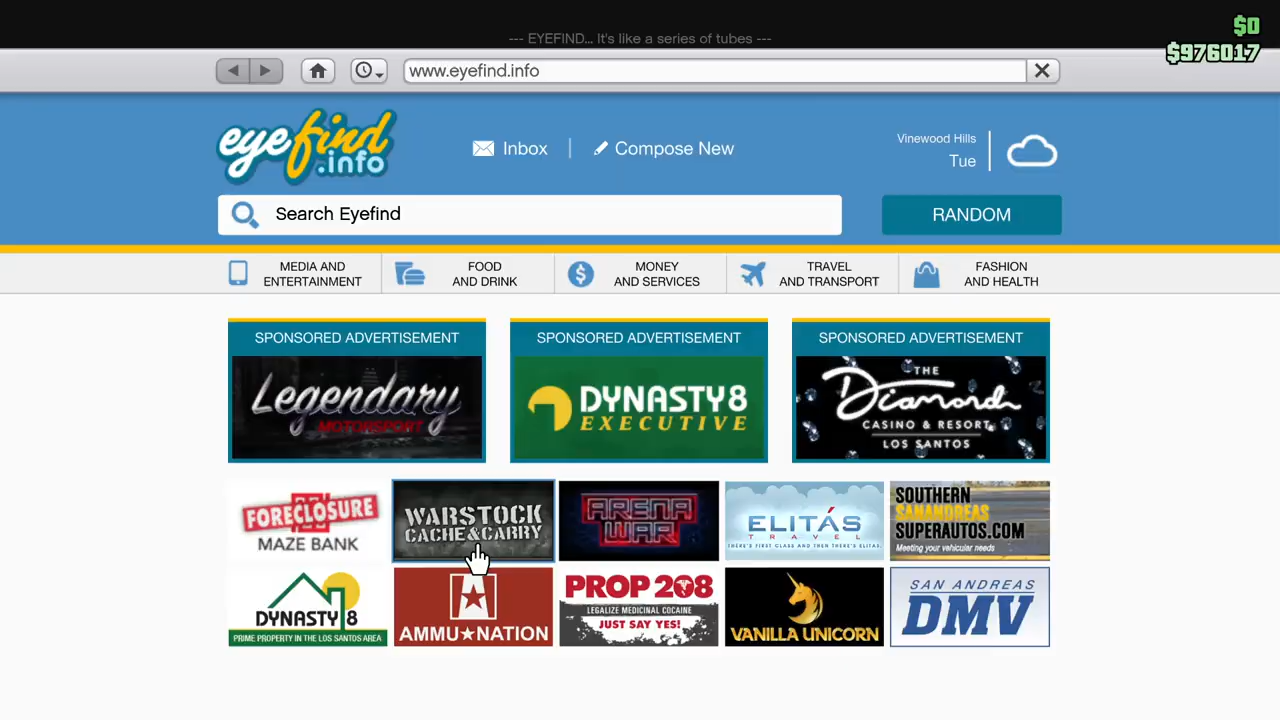 $0
--- EYEFIND... It's like a series of tubes ---
$976017
www.eyefind.info
eyefind
.info
Inbox
Compose New
Vinewood Hills
Tue
Search Eyefind
RANDOM
MEDIA AND
ENTERTAINMENT
FOOD
AND DRINK
MONEY
AND SERVICES
TRAVEL
AND TRANSPORT
FASHION
AND HEALTH
SPONSORED ADVERTISEMENT
Legendary
MOTORSPORT
SPONSORED ADVERTISEMENT
DYNASTY 8
EXECUTIVE
SPONSORED ADVERTISEMENT
THE
Diamond
CASINO & RESORT
LOS SANTOS
FORECLOSURE
MAZE BANK
WARSTOCK
CACHE&CARRY
ARENA
WAR
ELITÁS
TRAVEL
THERE'S FIRST CLASS AND THEN THERE'S ELITAS
SOUTHERN
SANANDREAS
SUPERAUTOS.COM
Meeting your vehicular needs
DYNASTY 8
PRIME PROPERTY IN THE LOS SANTOS AREA
AMMU★NATION
PROP 208
LEGALIZE MEDICINAL COCAINE
JUST SAY YES!
VANILLA UNICORN
SAN ANDREAS
DMV